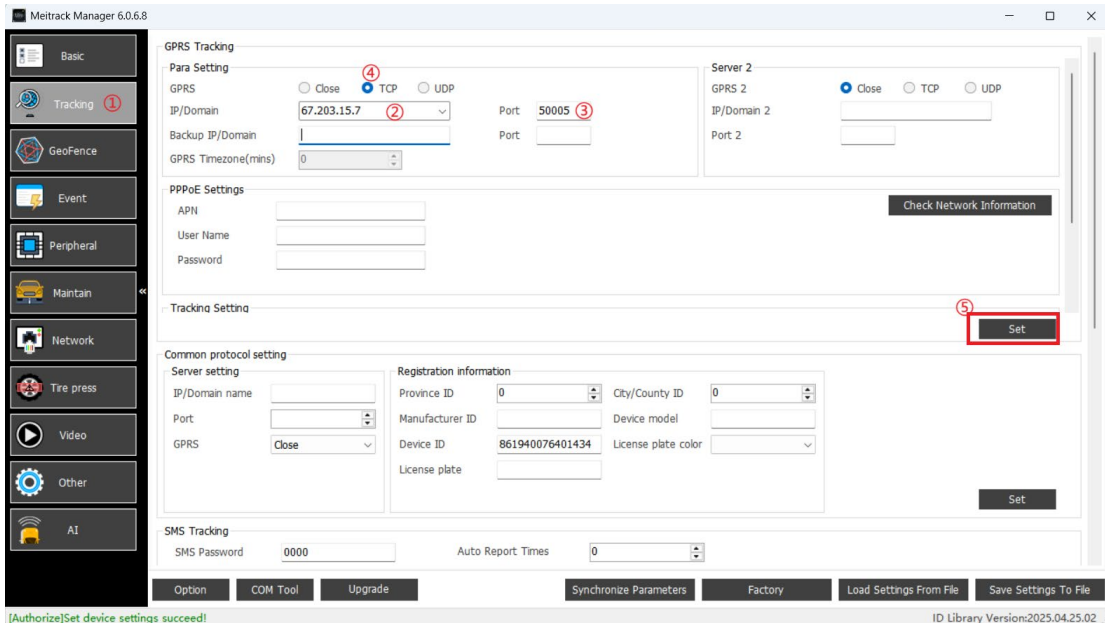 Meitrack Manager 6.0.6.8
Basic
Tracking ①
GeoFence
Event
Peripheral
Maintain
«
Network
Tire press
Video
Other
AI
GPRS Tracking
Para Setting
④
GPRS Close TCP UDP
IP/Domain 67.203.15.7 ② Port 50005 ③
Backup IP/Domain Port
GPRS Timezone(mins) 0
Server 2
GPRS 2 Close TCP UDP
IP/Domain 2
Port 2
PPPoE Settings
APN
User Name
Password
Check Network Information
Tracking Setting
⑤
Set
Common protocol setting
Server setting
IP/Domain name
Port
GPRS Close
Registration information
Province ID 0 City/County ID 0
Manufacturer ID Device model
Device ID 861940076401434 License plate color
License plate
Set
SMS Tracking
SMS Password 0000 Auto Report Times 0
Option COM Tool Upgrade Synchronize Parameters Factory Load Settings From File Save Settings To File
[Authorize]Set device settings succeed! ID Library Version:2025.04.25.02